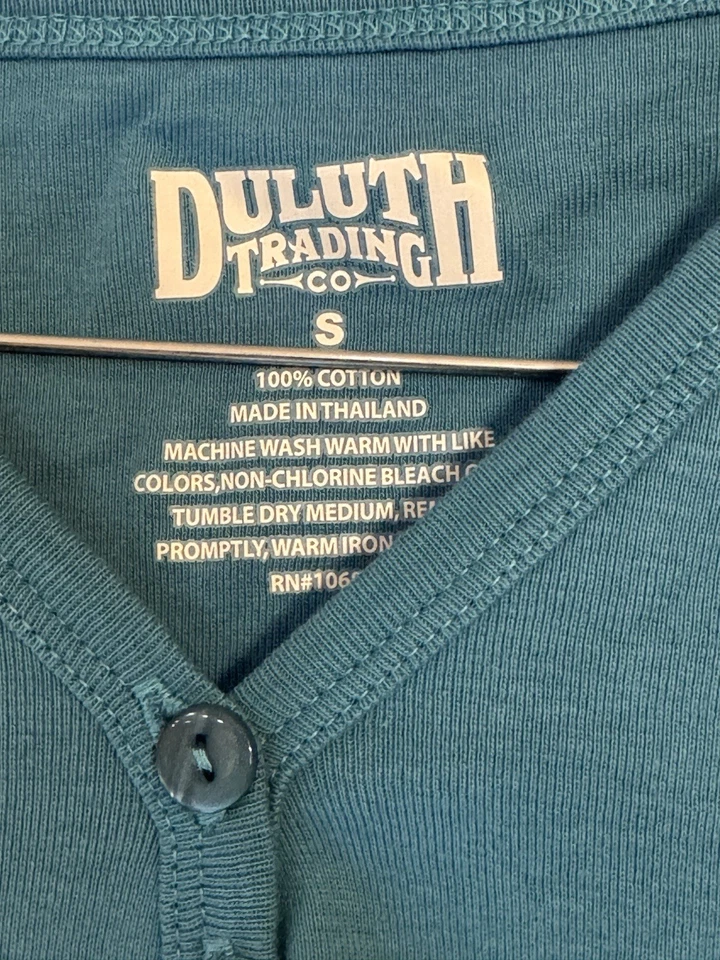 DULUTH
TRADING
CO
S
100% COTTON
MADE IN THAILAND
MACHINE WASH WARM WITH LIKE
COLORS,NON-CHLORINE BLEACH
TUMBLE DRY MEDIUM,
PROMPTLY,WARM IRON